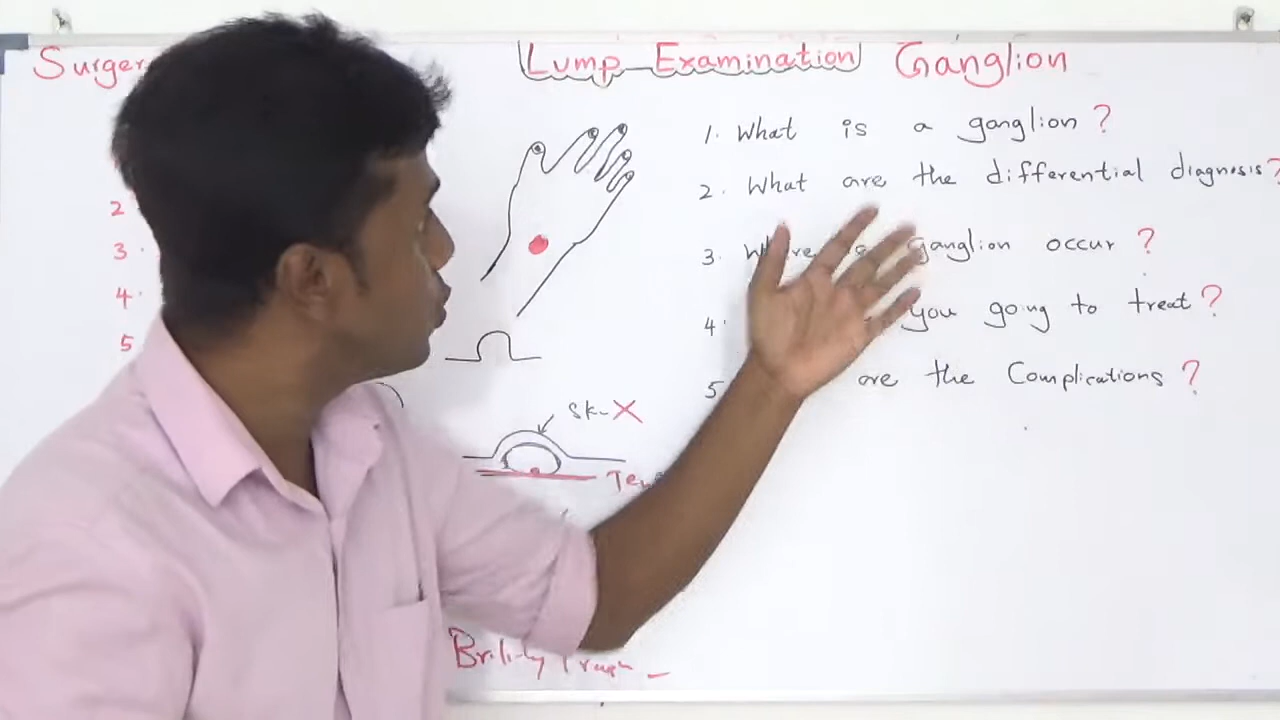 Lump Examination Ganglion
1. What is a ganglion?
2. What are the differential diagnosis?
3. ganglion occur?
4. you going to treat?
5 are the Complications?
2
3.
4.
5
Sk- X